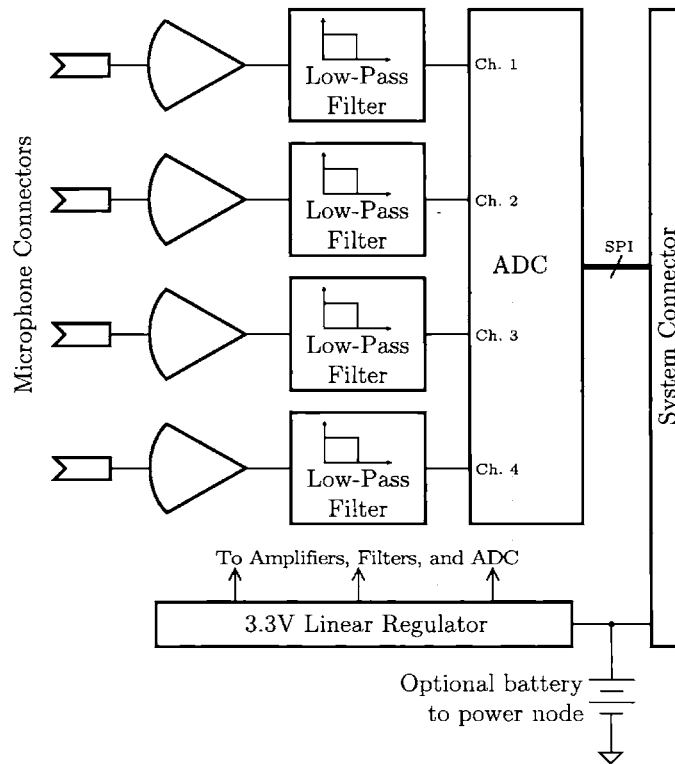 Microphone Connectors
Low-Pass
Filter
Ch. 1
Low-Pass
Filter
Ch. 2
Low-Pass
Filter
Ch. 3
Low-Pass
Filter
Ch. 4
ADC
SPI
System Connector
To Amplifiers, Filters, and ADC
3.3V Linear Regulator
Optional battery
to power node